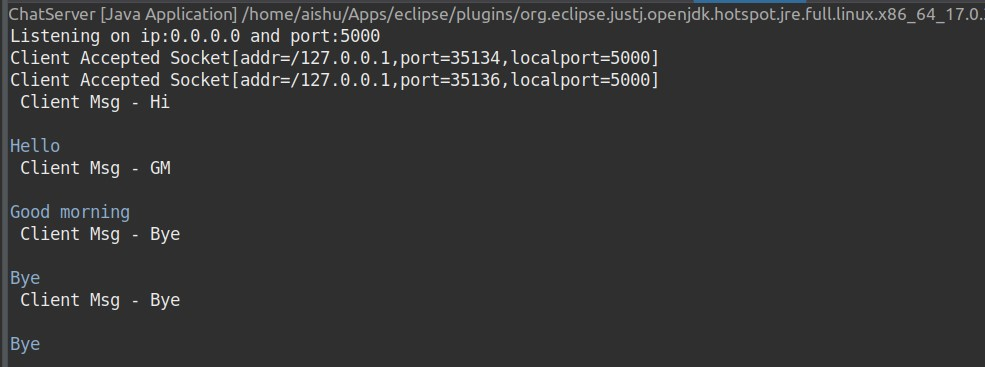 ChatServer [Java Application] /home/aishu/Apps/eclipse/plugins/org.eclipse.justj.openjdk.hotspot.jre.full.linux.x86_64_17.0.
Listening on ip:0.0.0.0 and port:5000
Client Accepted Socket[addr=/127.0.0.1,port=35134,localport=5000]
Client Accepted Socket[addr=/127.0.0.1,port=35136,localport=5000]
Client Msg - Hi
Hello
Client Msg - GM
Good morning
Client Msg - Bye
Bye
Client Msg - Bye
Bye